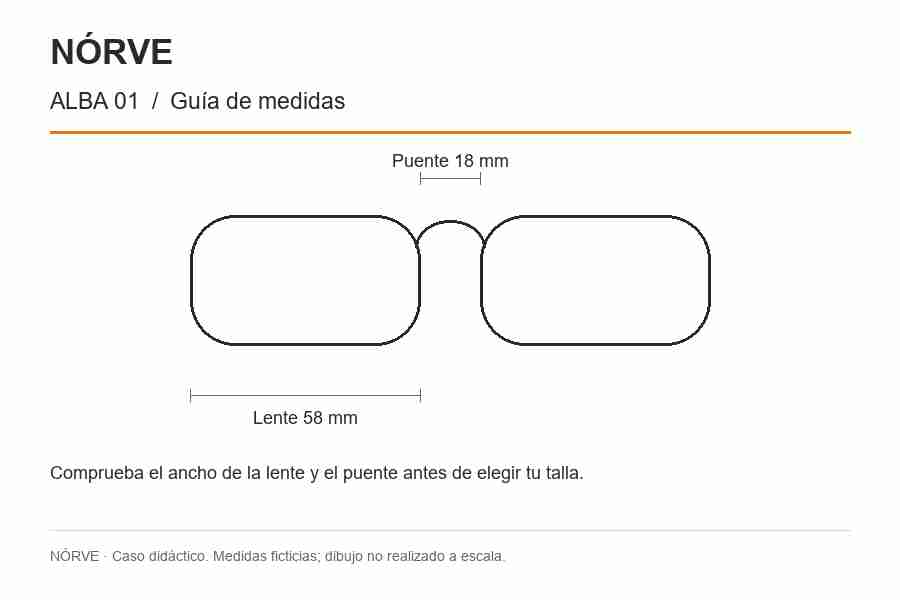 NÓRVE
ALBA 01 / Guía de medidas
Puente 18 mm
Lente 58 mm
Comprueba el ancho de la lente y el puente antes de elegir tu talla.
NÓRVE · Caso didáctico. Medidas ficticias; dibujo no realizado a escala.